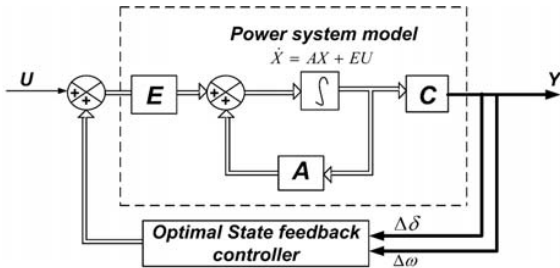 Power system model
Ẋ = AX + EU
U
Y
+
+
E
+
+
∫
C
A
Optimal State feedback
controller
Δδ
Δω